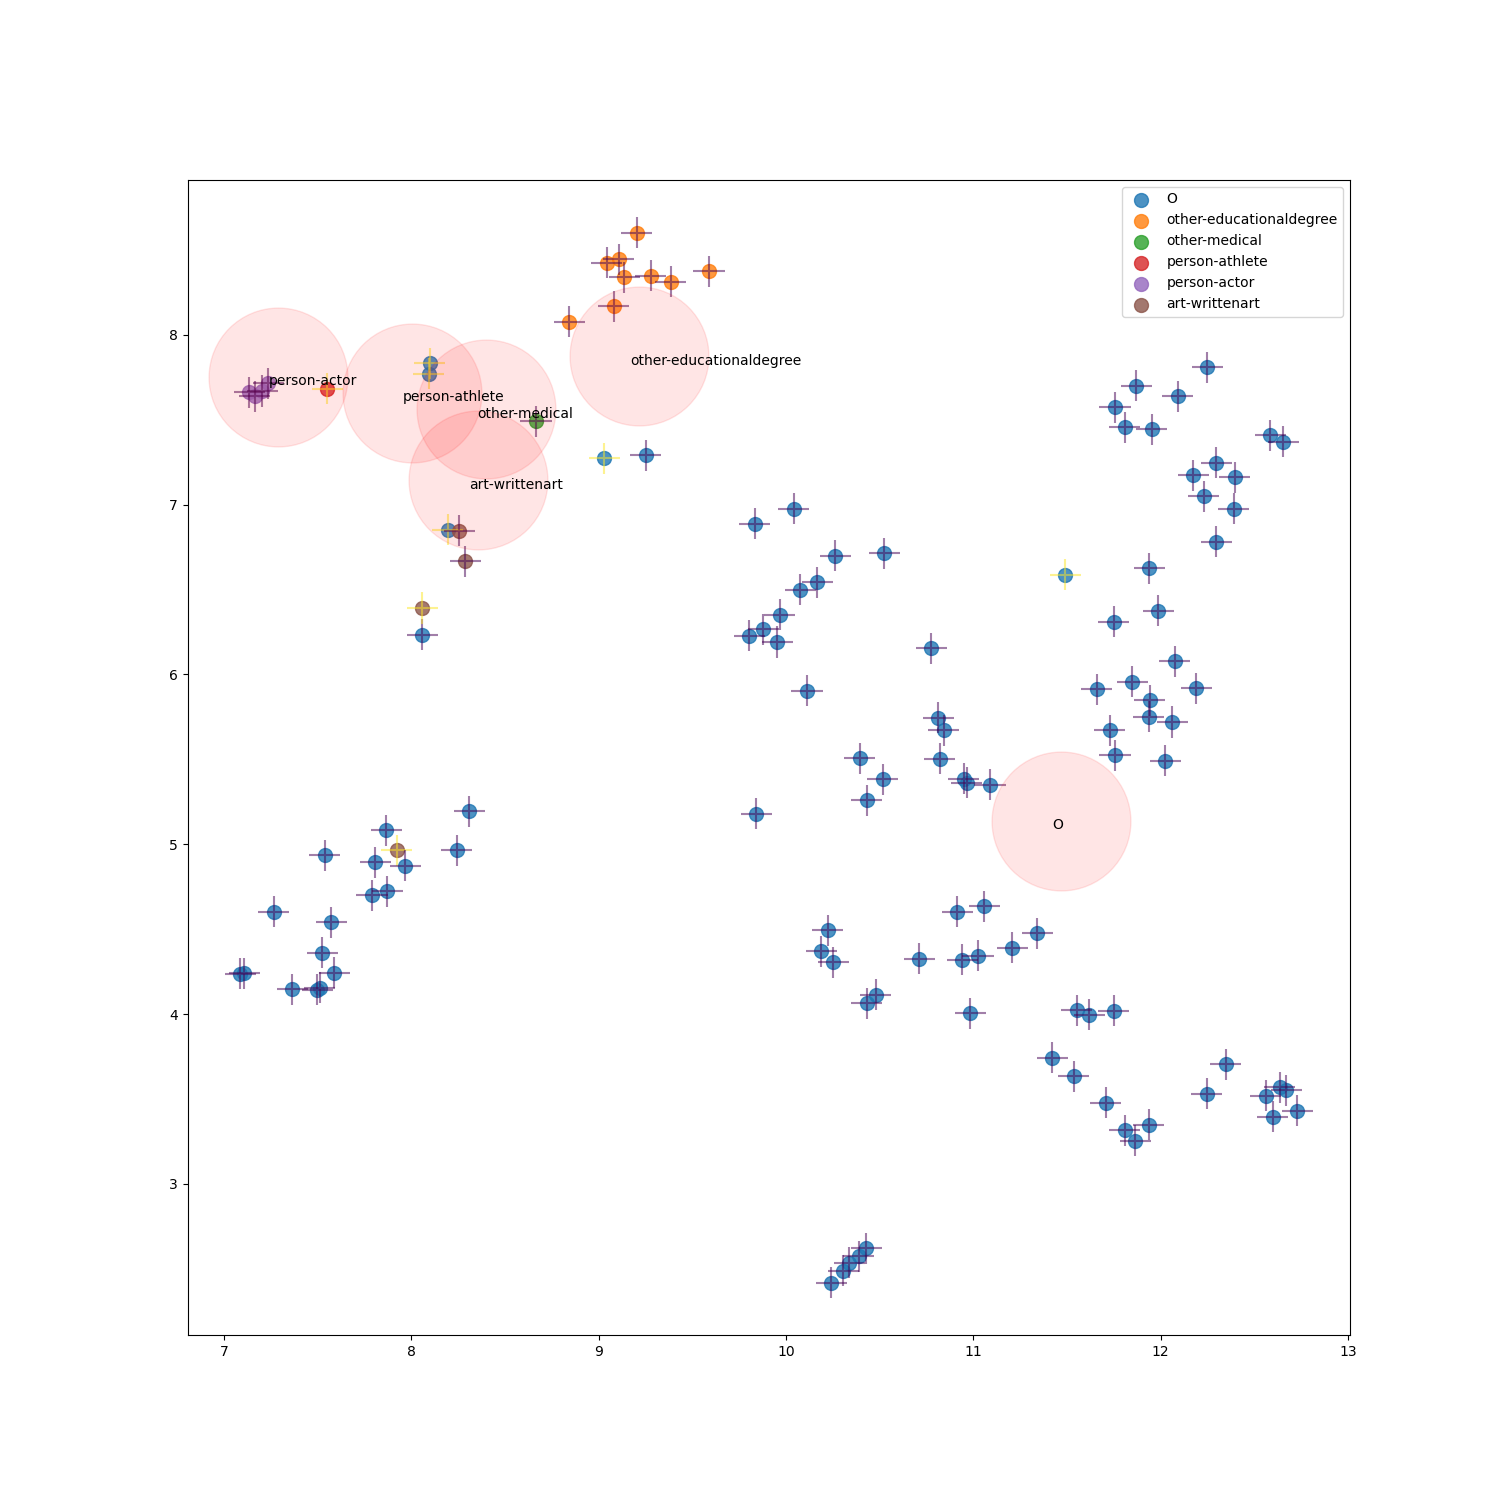 O
other-educationaldegree
other-medical
person-athlete
person-actor
art-writtenart
other-educationaldegree
person-actor
person-athlete
other-medical
art-writtenart
O
8
7
6
5
4
3
7 8 9 10 11 12 13